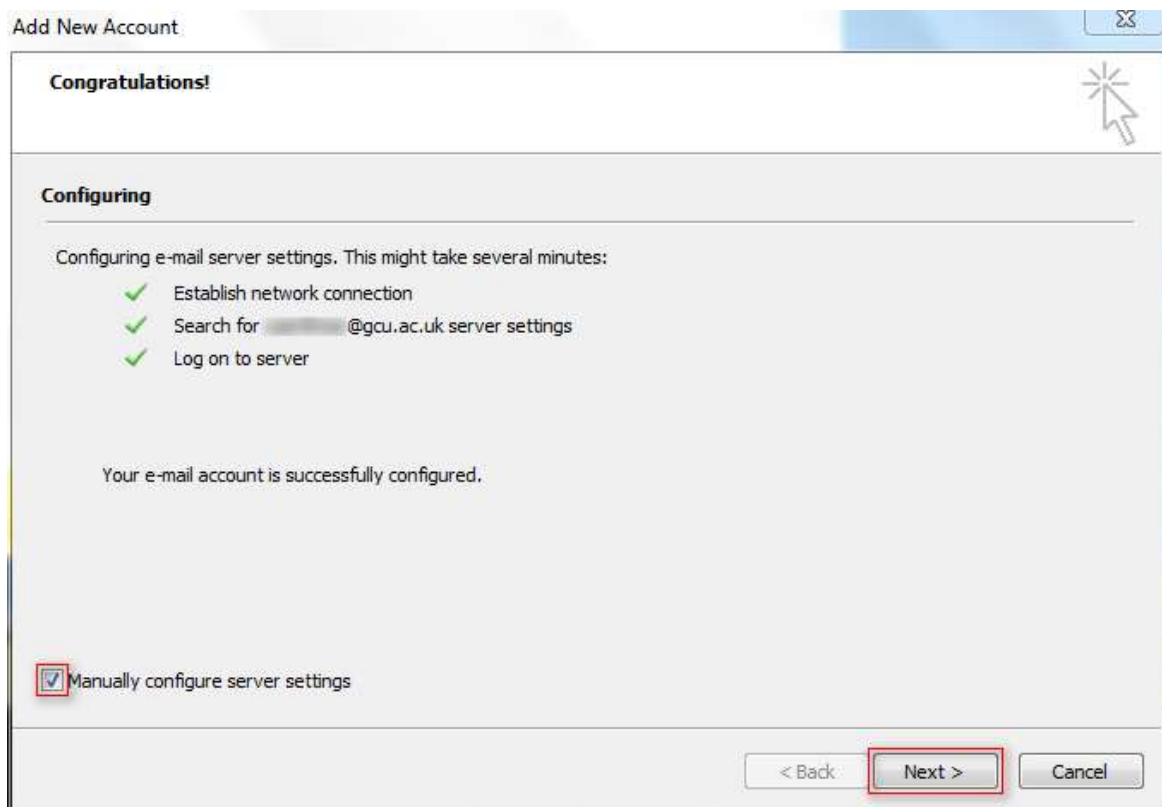 Add New Account
Congratulations!
Configuring
Configuring e-mail server settings. This might take several minutes:
Establish network connection
Search for @gcu.ac.uk server settings
Log on to server
Your e-mail account is successfully configured.
Manually configure server settings
< Back Next > Cancel